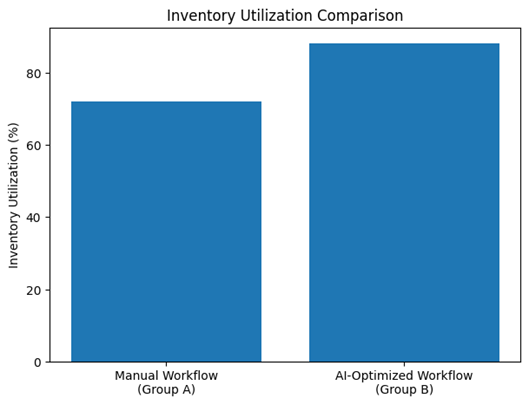 Inventory Utilization Comparison
Inventory Utilization (%)
80
60
40
20
0
Manual Workflow
(Group A)
AI-Optimized Workflow
(Group B)